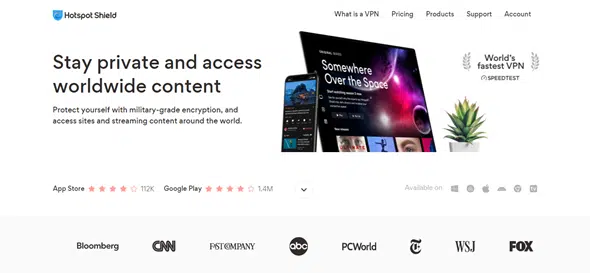 Hotspot Shield
What is a VPN Pricing Products Support Account
Stay private and access
worldwide content
Protect yourself with military-grade encryption, and
access sites and streaming content around the world.
Somewhere
Over the Space
World's
fastest VPN
SPEEDTEST
App Store 112K Google Play 1.4M
Available on
Bloomberg CNN FAST COMPANY abc PCWorld T WSJ FOX